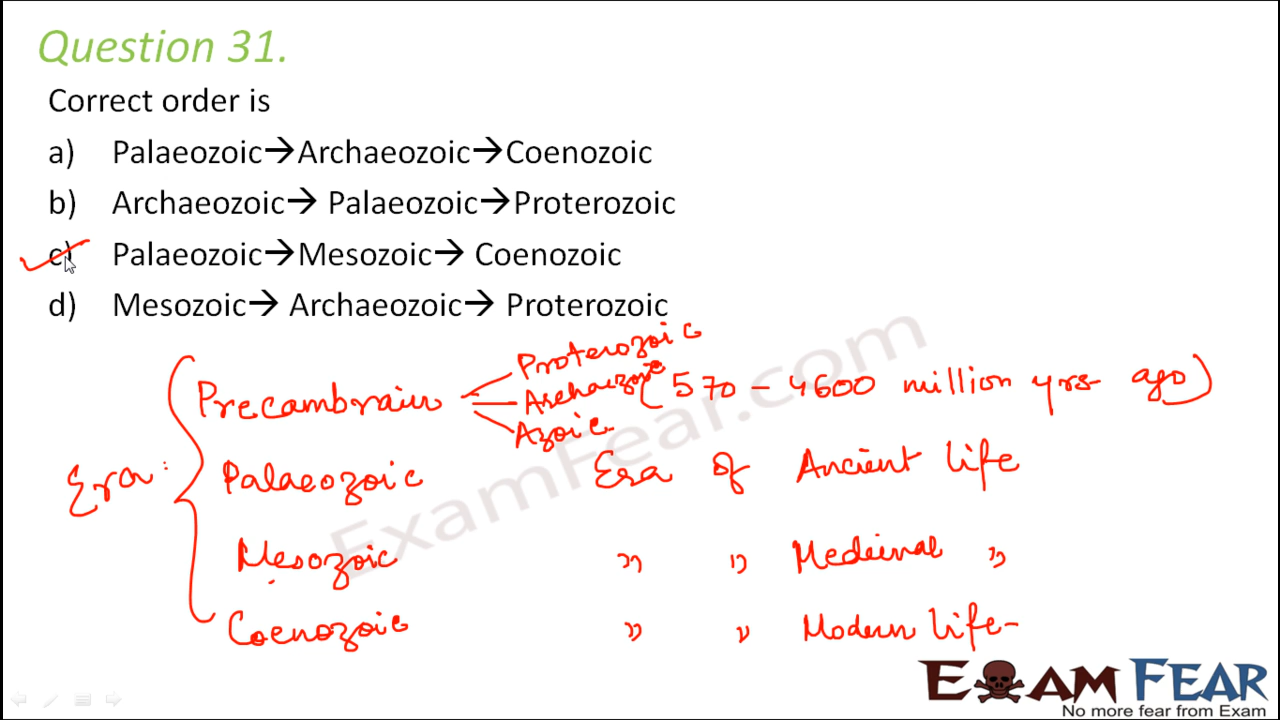 Question 31.
Correct order is
a) Palaeozoic→Archaeozoic→Coenozoic
b) Archaeozoic→ Palaeozoic→Proterozoic
c) Palaeozoic→Mesozoic→ Coenozoic
d) Mesozoic→ Archaeozoic→ Proterozoic
Proterozoic
Precambrain Archaezoic (570 - 4600 million yrs ago)
Azoic
Era: Palaeozoic Era of Ancient life
Mesozoic " " Medeival "
Coenozoic " " Modern life-
ExamFear.com
EXAM FEAR
No more fear from Exam